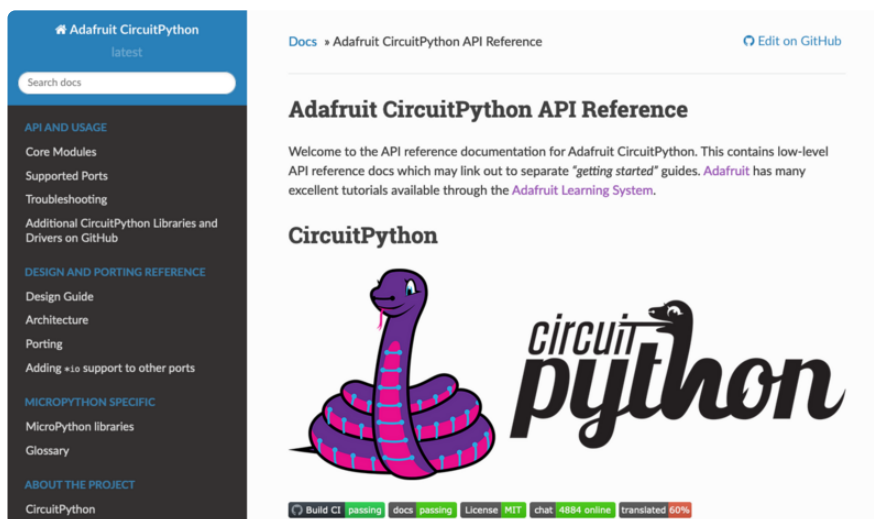 Adafruit CircuitPython
latest
Search docs
API AND USAGE
Core Modules
Supported Ports
Troubleshooting
Additional CircuitPython Libraries and
Drivers on GitHub
DESIGN AND PORTING REFERENCE
Design Guide
Architecture
Porting
Adding *io support to other ports
MICROPYTHON SPECIFIC
MicroPython libraries
Glossary
ABOUT THE PROJECT
CircuitPython
Docs » Adafruit CircuitPython API Reference
Edit on GitHub
Adafruit CircuitPython API Reference
Welcome to the API reference documentation for Adafruit CircuitPython. This contains low-level
API reference docs which may link out to separate "getting started" guides. Adafruit has many
excellent tutorials available through the Adafruit Learning System.
CircuitPython
circuit
python
Build CI passing docs passing License MIT chat 4884 online translated 60%